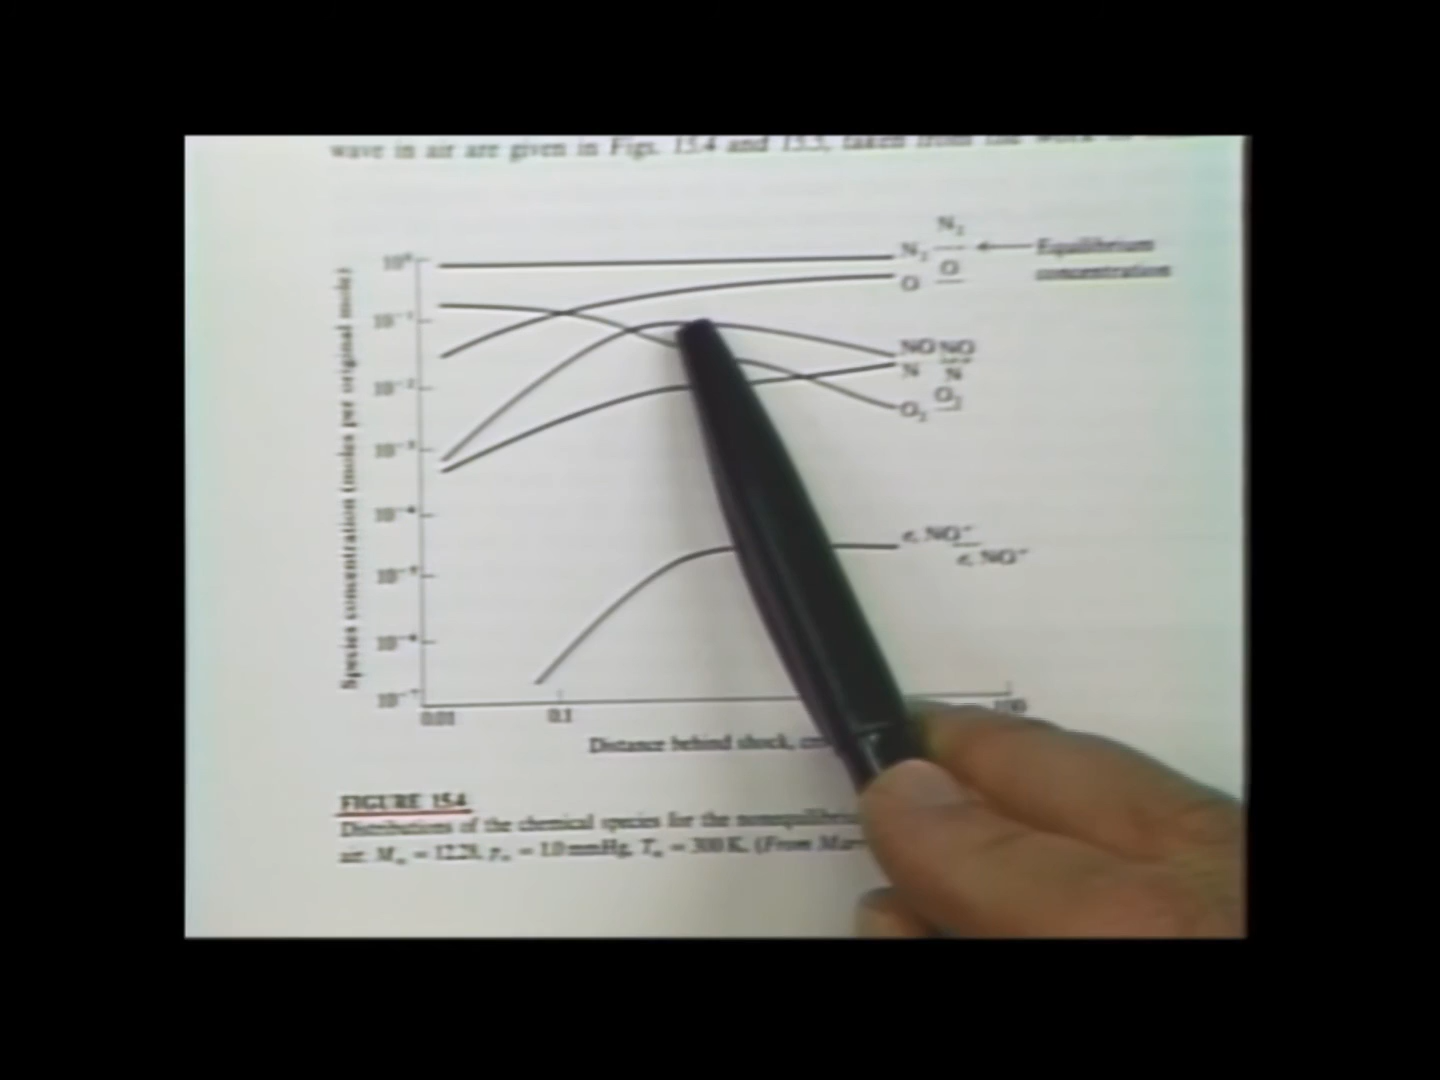 wave in air are given in Figs. 15.4 and 15.5, taken from the work
N₂
N₂ Equilibrium
O concentration
O
10⁰
10⁻¹
NO NO
N N
10⁻²
O₂
O₂
10⁻³
10⁻⁴
e, NO⁺
e, NO⁺
10⁻⁵
10⁻⁶
10⁻⁷
Species concentration (moles per original mole)
0.01 0.1 100
Distance behind shock,
FIGURE 15.4
Distributions of the chemical species for the
air. M∞ = 12.28, p∞ = 1.0 mmHg, T∞ = 300 K. (From